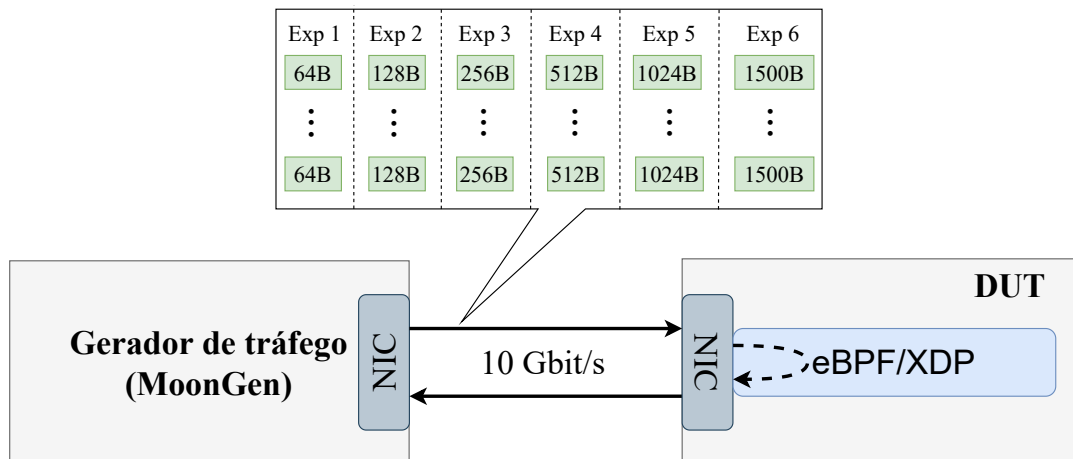 Exp 1 Exp 2 Exp 3 Exp 4 Exp 5 Exp 6
64B 128B 256B 512B 1024B 1500B
64B 128B 256B 512B 1024B 1500B
DUT
Gerador de tráfego
(MoonGen)
NIC
10 Gbit/s
NIC
eBPF/XDP